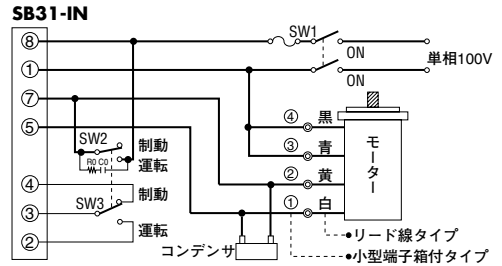 SB31-IN
⑧
SW1
ON
単相100V
①
ON
⑦
④ 黒
⑤
SW2
制動
③ 青
モーター
R0 C0
運転
② 黄
④
制動
① 白
③
SW3
運転
リード線タイプ
②
コンデンサ
小型端子箱付タイプ